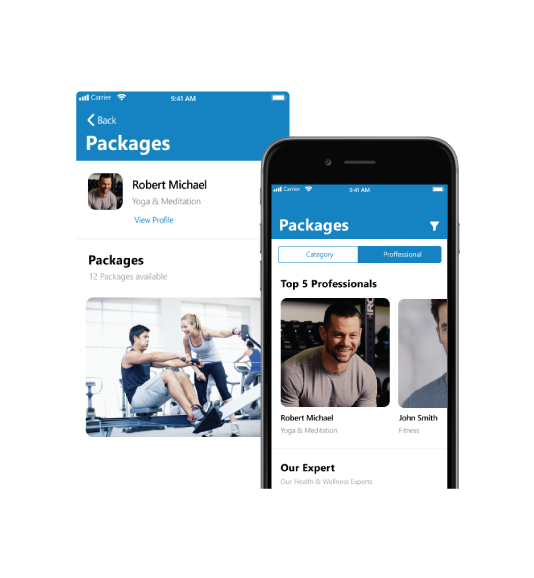 Carrier 9:41 AM
Back
Packages
Robert Michael
Yoga & Meditation
View Profile
Packages
12 Packages available
Carrier 9:41 AM
Packages
Category Proffessional
Top 5 Professionals
Robert Michael John Smith
Yoga & Meditation Fitness
Our Expert
Our Health & Wellness Experts